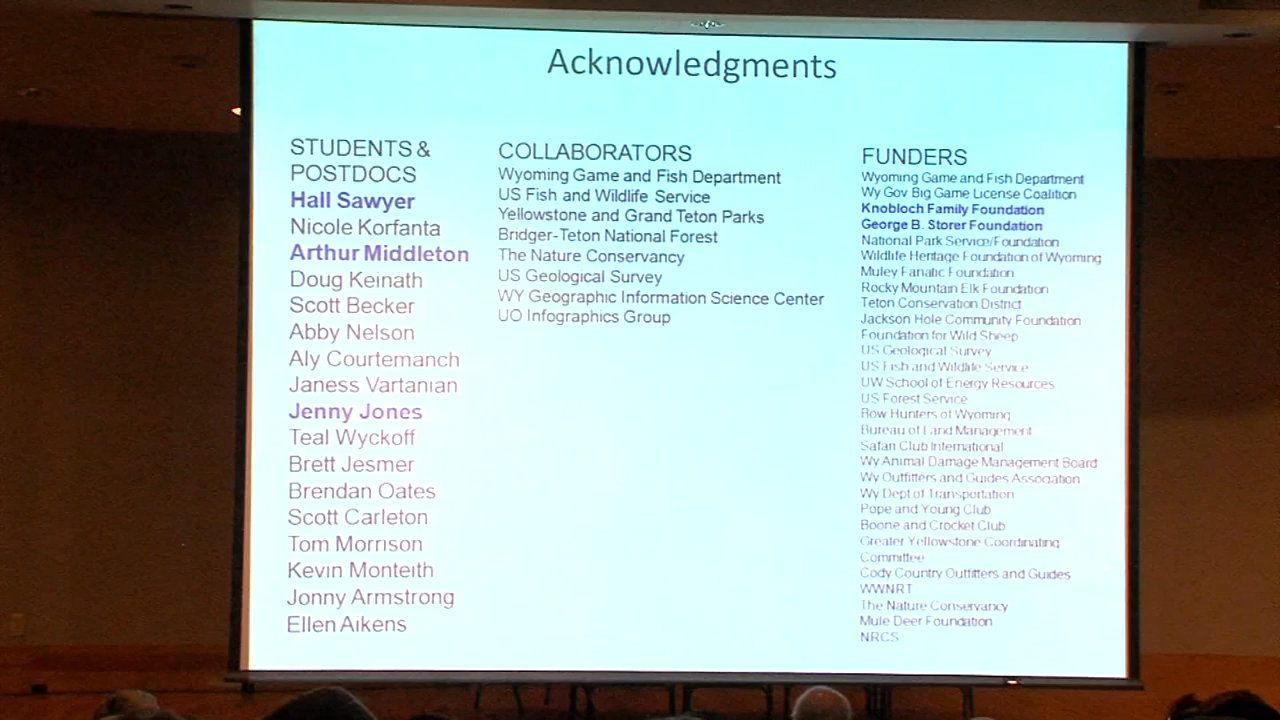 Acknowledgments
STUDENTS &
POSTDOCS
Hall Sawyer
Nicole Korfanta
Arthur Middleton
Doug Keinath
Scott Becker
Abby Nelson
Aly Courtemanch
Janess Vartanian
Jenny Jones
Teal Wyckoff
Brett Jesmer
Brendan Oates
Scott Carleton
Tom Morrison
Kevin Monteith
Jonny Armstrong
Ellen Aikens
COLLABORATORS
Wyoming Game and Fish Department
US Fish and Wildlife Service
Yellowstone and Grand Teton Parks
Bridger-Teton National Forest
The Nature Conservancy
US Geological Survey
WY Geographic Information Science Center
UO Infographics Group
FUNDERS
Wyoming Game and Fish Department
Wy Gov Big Game License Coalition
Knobloch Family Foundation
George B. Storer Foundation
National Park Service/Foundation
Wildlife Heritage Foundation of Wyoming
Muley Fanatic Foundation
Rocky Mountain Elk Foundation
Teton Conservation District
Jackson Hole Community Foundation
Foundation for Wild Sheep
US Geological Survey
US Fish and Wildlife Service
UW School of Energy Resources
US Forest Service
Bow Hunters of Wyoming
Bureau of Land Management
Safari Club International
Wy Animal Damage Management Board
Wy Outfitters and Guides Association
Wy Dept of Transportation
Pope and Young Club
Boone and Crocket Club
Greater Yellowstone Coordinating
Committee
Cody Country Outfitters and Guides
WWNRT
The Nature Conservancy
Mule Deer Foundation
NRCS